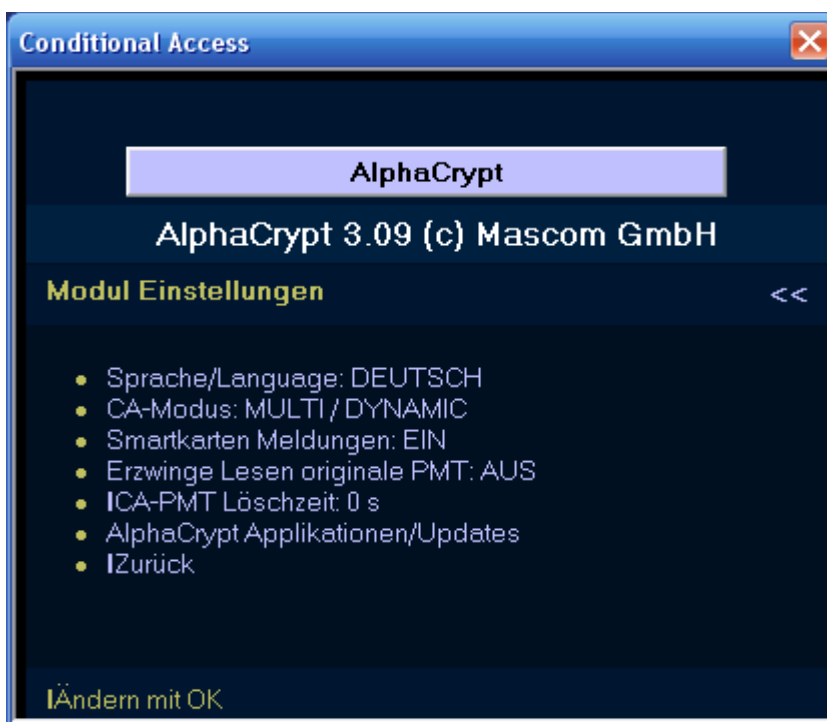 Conditional Access
AlphaCrypt
AlphaCrypt 3.09 (c) Mascom GmbH
Modul Einstellungen <<
Sprache/Language: DEUTSCH
CA-Modus: MULTI / DYNAMIC
Smartkarten Meldungen: EIN
Erzwinge Lesen originale PMT: AUS
ICA-PMT Löschzeit: 0 s
AlphaCrypt Applikationen/Updates
IZurück
IÄndern mit OK